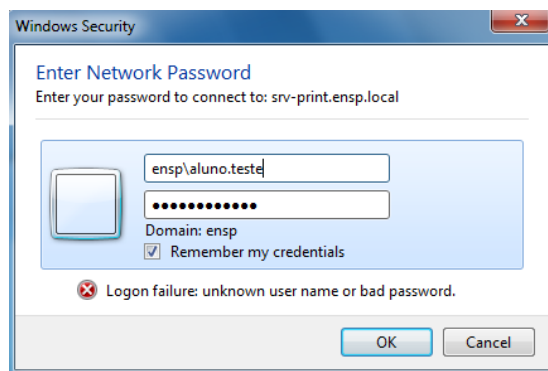 Windows Security
Enter Network Password
Enter your password to connect to: srv-print.ensp.local
ensp\aluno.teste
••••••••••••
Domain: ensp
Remember my credentials
Logon failure: unknown user name or bad password.
OK
Cancel